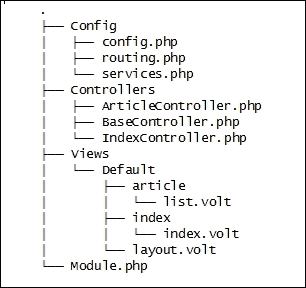 .
├── Config
│   ├── config.php
│   ├── routing.php
│   └── services.php
├── Controllers
│   ├── ArticleController.php
│   ├── BaseController.php
│   └── IndexController.php
├── Views
│   └── Default
│       ├── article
│       │   └── list.volt
│       ├── index
│       │   └── index.volt
│       └── layout.volt
└── Module.php